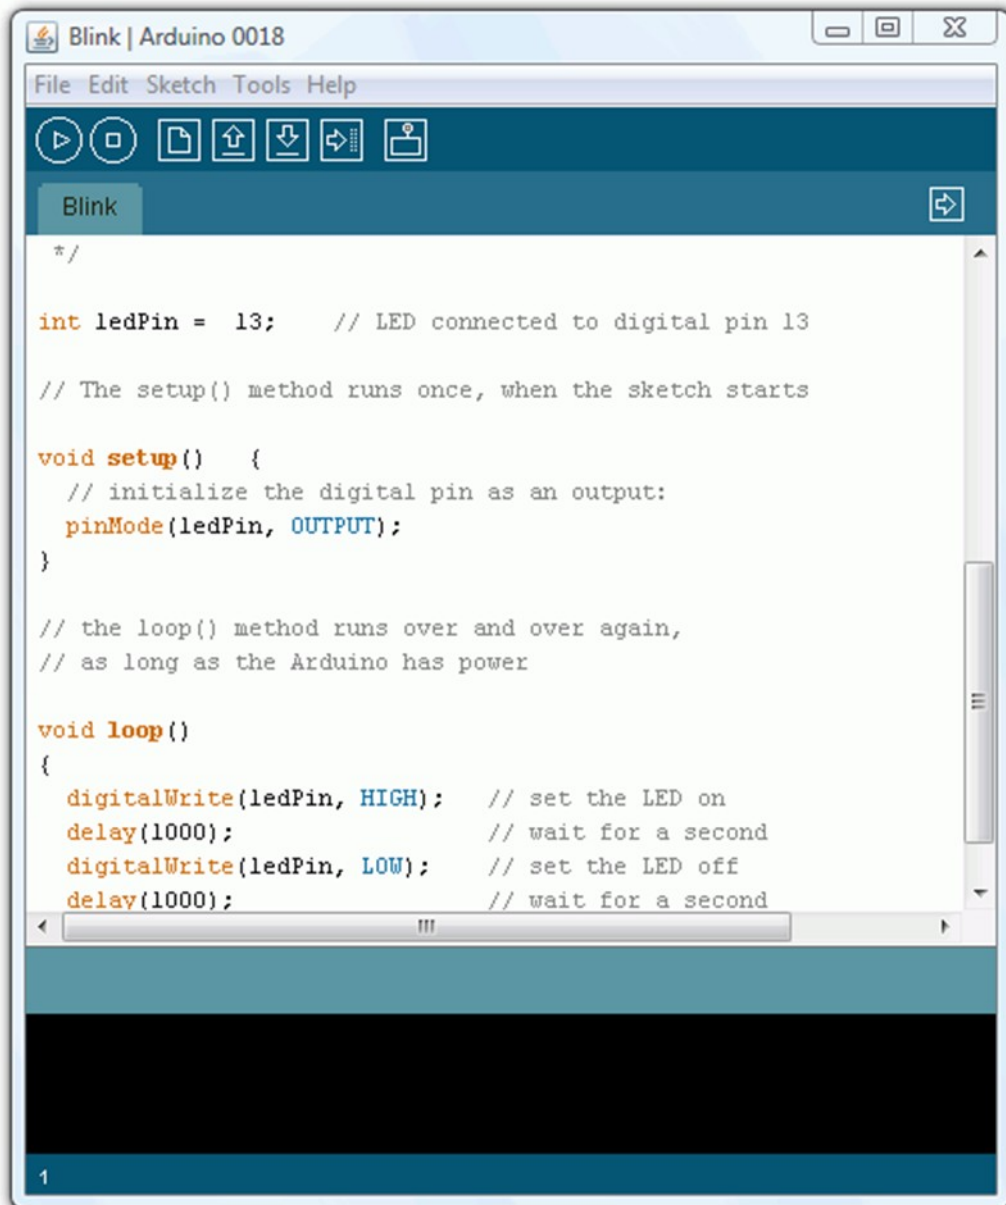 Blink | Arduino 0018
File Edit Sketch Tools Help
Blink
*/
int ledPin =  13;    // LED connected to digital pin 13
// The setup() method runs once, when the sketch starts
void setup()   {
  // initialize the digital pin as an output:
  pinMode(ledPin, OUTPUT);
}
// the loop() method runs over and over again,
// as long as the Arduino has power
void loop()
{
  digitalWrite(ledPin, HIGH);   // set the LED on
  delay(1000);                  // wait for a second
  digitalWrite(ledPin, LOW);    // set the LED off
  delay(1000);                  // wait for a second
1